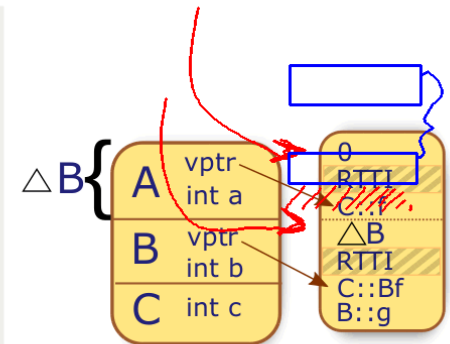 △B{
A vptr
int a
B vptr
int b
C int c
0
RTTI
C::f
△B
RTTI
C::Bf
B::g